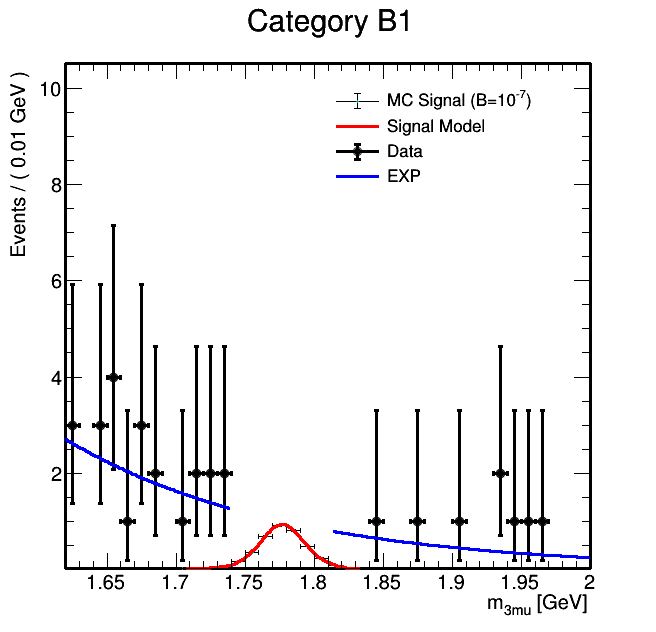 Category B1
Events / ( 0.01 GeV )
10
8
6
4
2
MC Signal (B=10⁻⁷)
Signal Model
Data
EXP
1.65 1.7 1.75 1.8 1.85 1.9 1.95 2
m₃ₘᵤ [GeV]